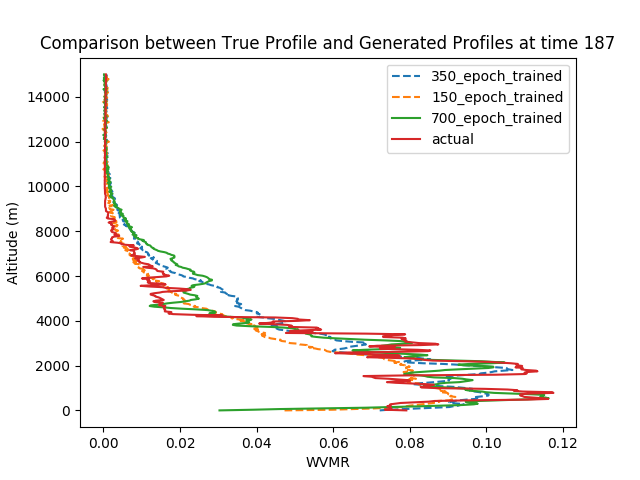 Comparison between True Profile and Generated Profiles at time 187
350_epoch_trained
150_epoch_trained
700_epoch_trained
actual
14000
12000
10000
8000
6000
4000
2000
0
Altitude (m)
0.00 0.02 0.04 0.06 0.08 0.10 0.12
WVMR